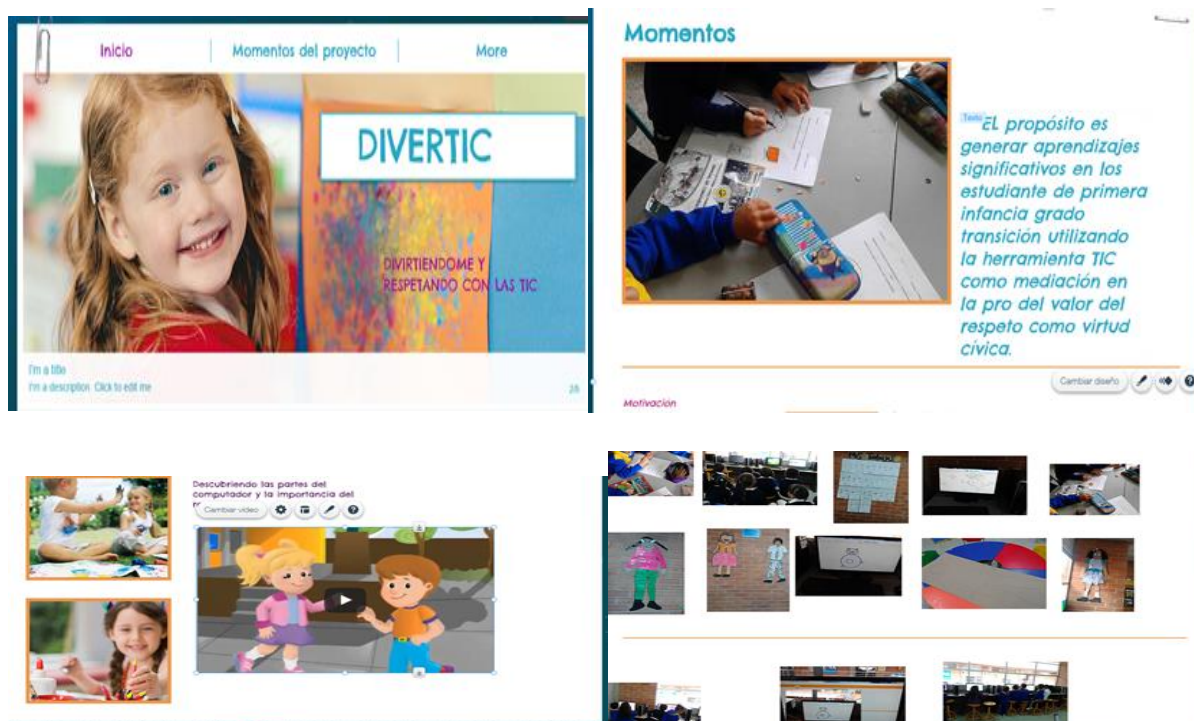 Inicio
Momentos del proyecto
More
DIVERTIC
DIVIRTIENDOME Y
RESPETANDO CON LAS TIC
I'm a title
I'm a description. Click to edit me
Momentos
Texto
EL propósito es
generar aprendizajes
significativos en los
estudiante de primera
infancia grado
transición utilizando
la herramienta TIC
como mediación en
la pro del valor del
respeto como virtud
cívica.
Cambiar diseño
Motivación
Descubriendo las partes del
computador y la importancia del
Cambiar video